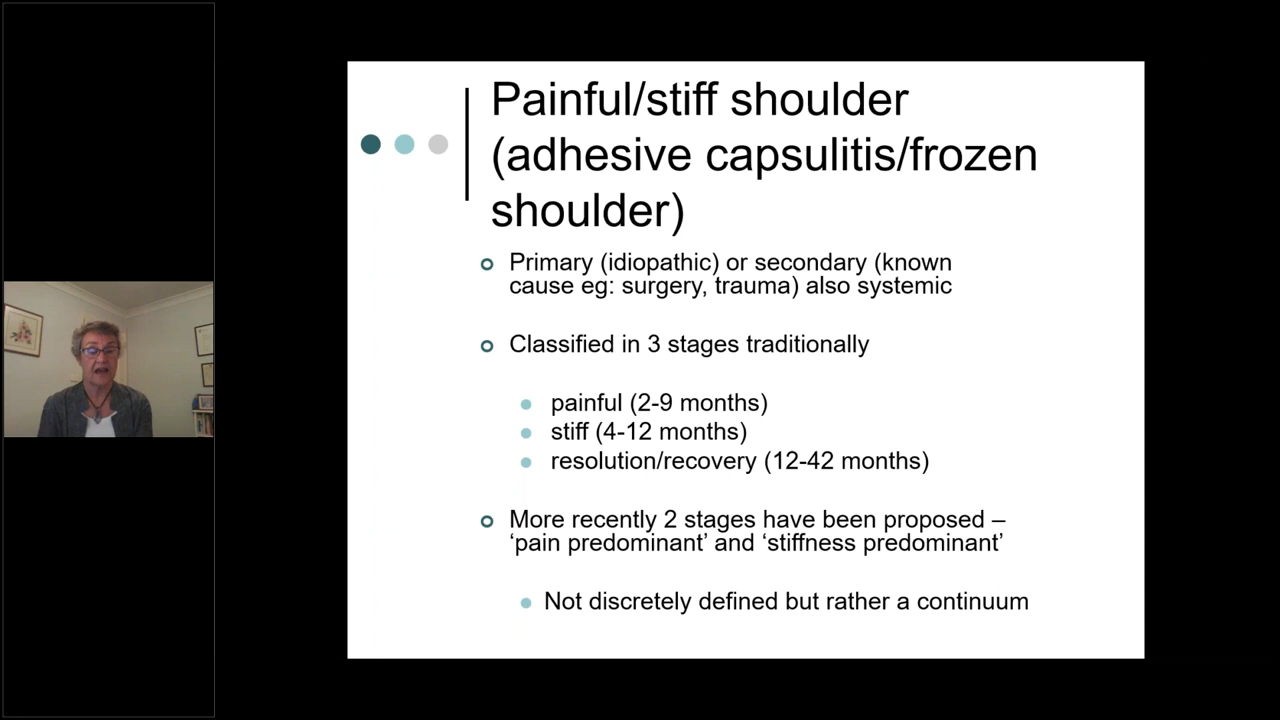 Painful/stiff shoulder
(adhesive capsulitis/frozen
shoulder)
Primary (idiopathic) or secondary (known
cause eg: surgery, trauma) also systemic
Classified in 3 stages traditionally
painful (2-9 months)
stiff (4-12 months)
resolution/recovery (12-42 months)
More recently 2 stages have been proposed –
‘pain predominant’ and ‘stiffness predominant’
Not discretely defined but rather a continuum